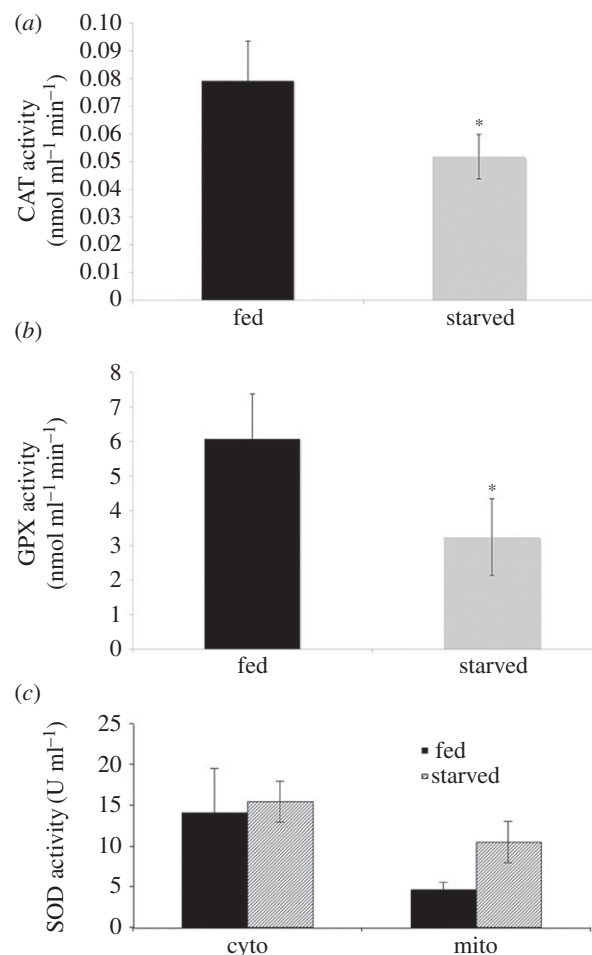 (a)
CAT activity
(nmol ml⁻¹ min⁻¹)
0.10
0.09
0.08
0.07
0.06
0.05
0.04
0.03
0.02
0.01
0
*
fed starved
(b)
GPX activity
(nmol ml⁻¹ min⁻¹)
8
7
6
5
4
3
2
1
0
*
fed starved
(c)
SOD activity (U ml⁻¹)
25
20
15
10
5
0
fed
starved
cyto mito